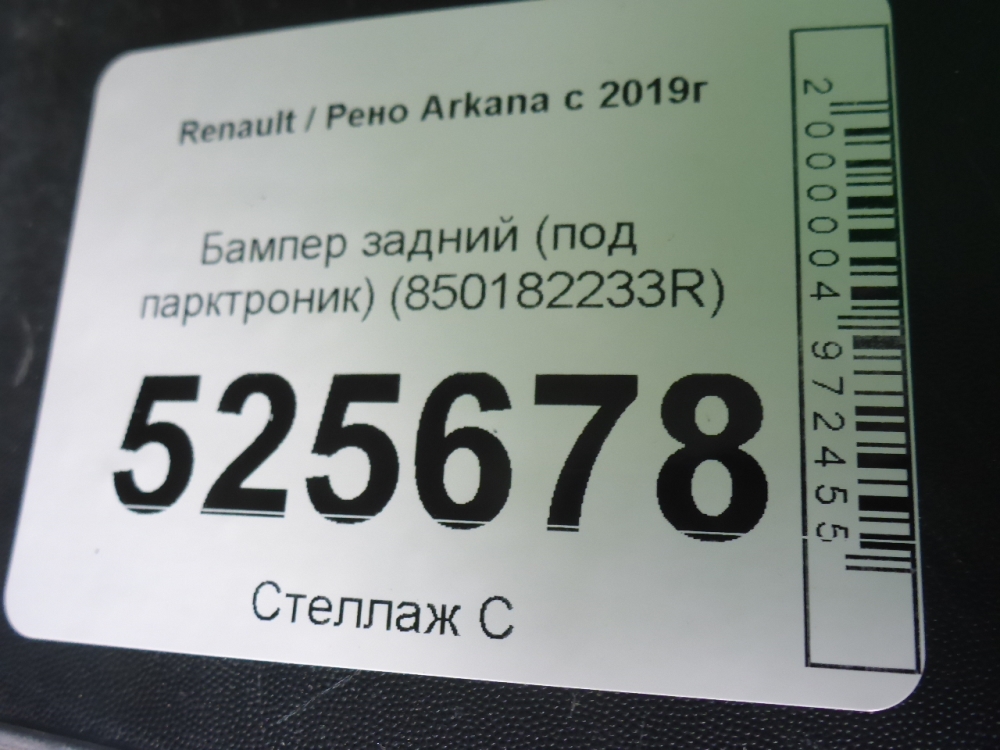 Renault / Рено Arkana с 2019г
Бампер задний (под
парктроник) (850182233R)
525678
Стеллаж С
2000004972455